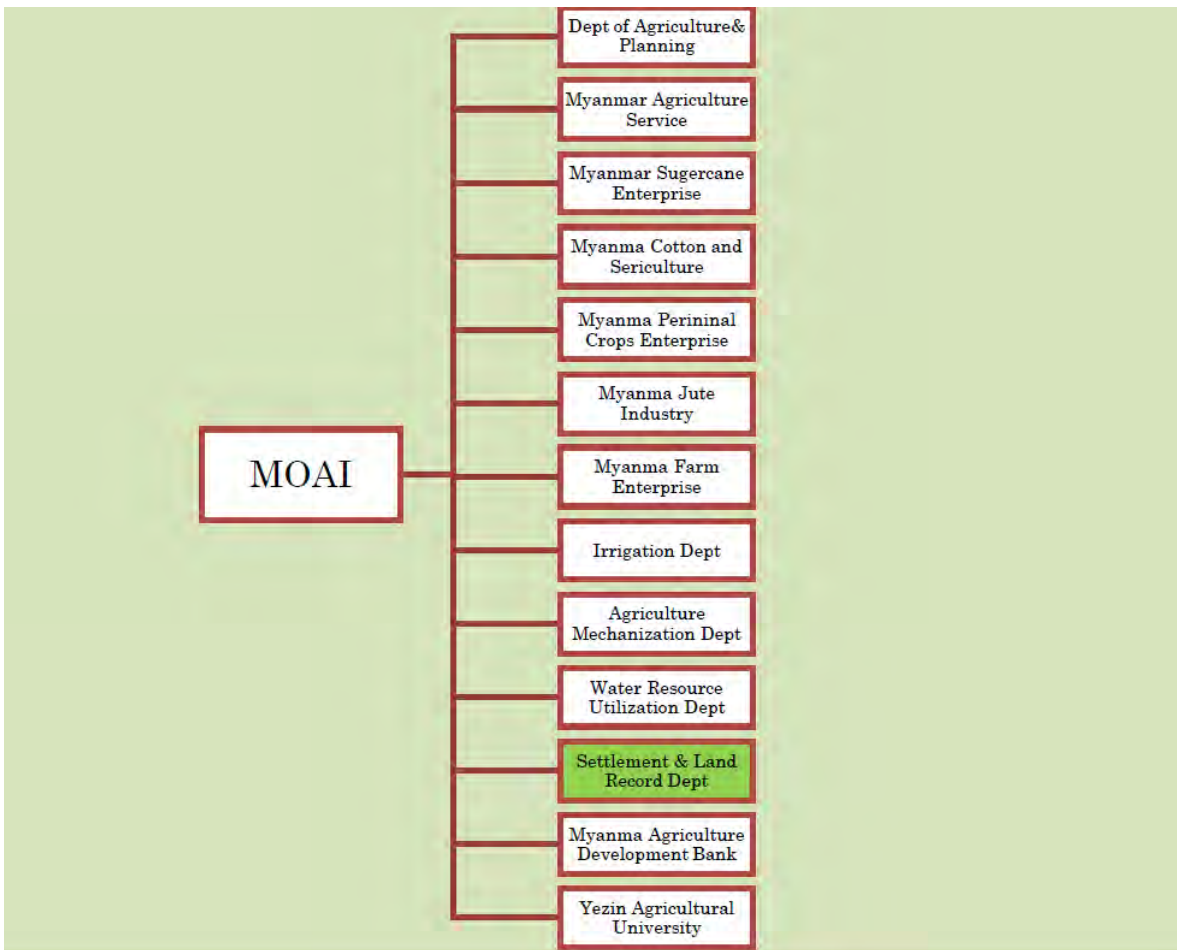 Dept of Agriculture&
Planning
Myanmar Agriculture
Service
Myanmar Sugercane
Enterprise
Myanma Cotton and
Sericulture
Myanma Perininal
Crops Enterprise
Myanma Jute
Industry
MOAI
Myanma Farm
Enterprise
Irrigation Dept
Agriculture
Mechanization Dept
Water Resource
Utilization Dept
Settlement & Land
Record Dept
Myanma Agriculture
Development Bank
Yezin Agricultural
University